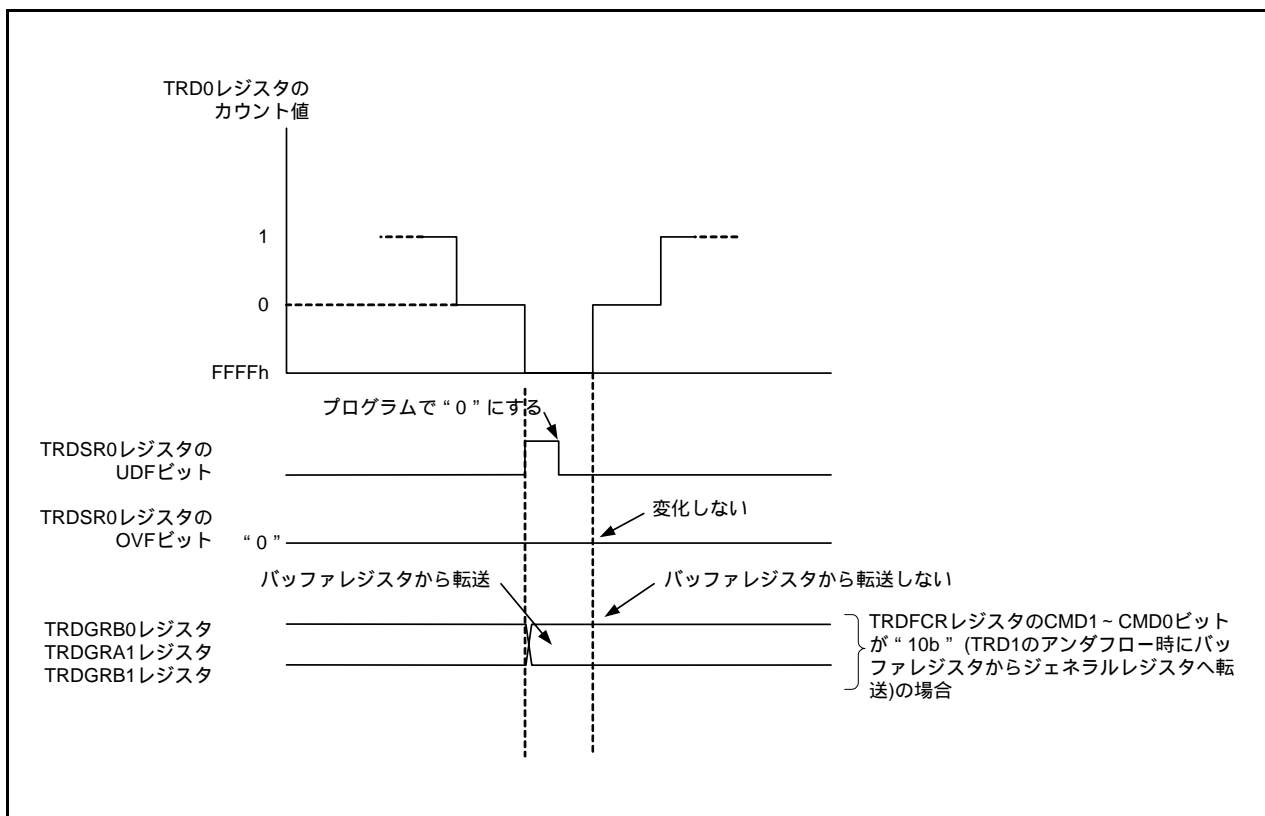 TRD0レジスタの
カウント値
1
0
FFFFh
プログラムで“0”にする
TRDSR0レジスタの
UDFビット
TRDSR0レジスタの
OVFビット “0”
変化しない
バッファレジスタから転送
バッファレジスタから転送しない
TRDGRB0レジスタ
TRDGRA1レジスタ
TRDGRB1レジスタ
TRDFCRレジスタのCMD1~CMD0ビット
が“10b” (TRD1のアンダフロー時にバッ
ファレジスタからジェネラルレジスタへ転
送)の場合